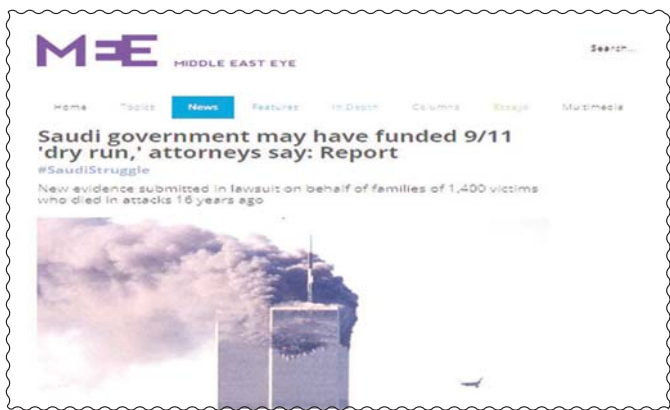 MEE MIDDLE EAST EYE
Search...
Home Topics News Features In Depth Columns Essays Multimedia
Saudi government may have funded 9/11
'dry run,' attorneys say: Report
#SaudiStruggle
New evidence submitted in lawsuit on behalf of families of 1,400 victims
who died in attacks 16 years ago